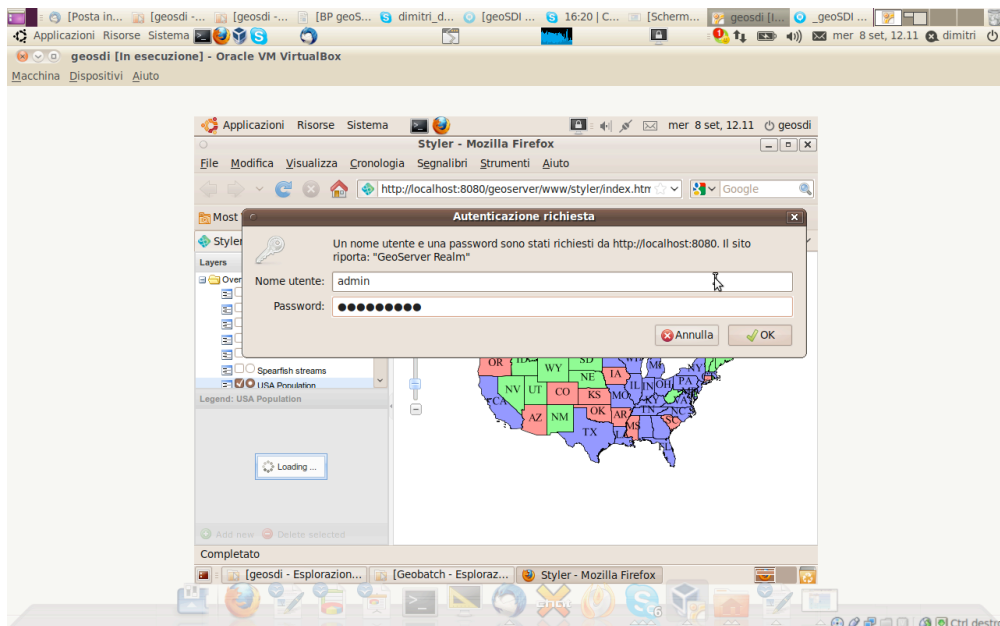 [Posta in... [geosdi -... [geosdi -... [BP geoS... dimitri_d... [geoSDI ... 16:20 | C... [Scherm... geosdi [I... _geoSDI ...
Applicazioni Risorse Sistema mer 8 set, 12.11 dimitri
geosdi [In esecuzione] - Oracle VM VirtualBox
Macchina Dispositivi Aiuto
Applicazioni Risorse Sistema mer 8 set, 12.11 geosdi
Styler - Mozilla Firefox
File Modifica Visualizza Cronologia Segnalibri Strumenti Aiuto
http://localhost:8080/geoserver/www/styler/index.htm Google
Most
Autenticazione richiesta
Styler
Un nome utente e una password sono stati richiesti da http://localhost:8080. Il sito
riporta: "GeoServer Realm"
Layers
Over
Nome utente: admin
Password: ●●●●●●●●●
Annulla OK
Spearfish streams
USA Population
Legend: USA Population
OR WY SD MI NY
NE IA PA
NV UT CO KS MO IL IN OH
CA KY VA
AZ NM OK AR TN NC
MS SC
TX LA
FL
Loading ...
Add new Delete selected
Completato
[geosdi - Esplorazion... [Geobatch - Esploraz... Styler - Mozilla Firefox
Ctrl destro